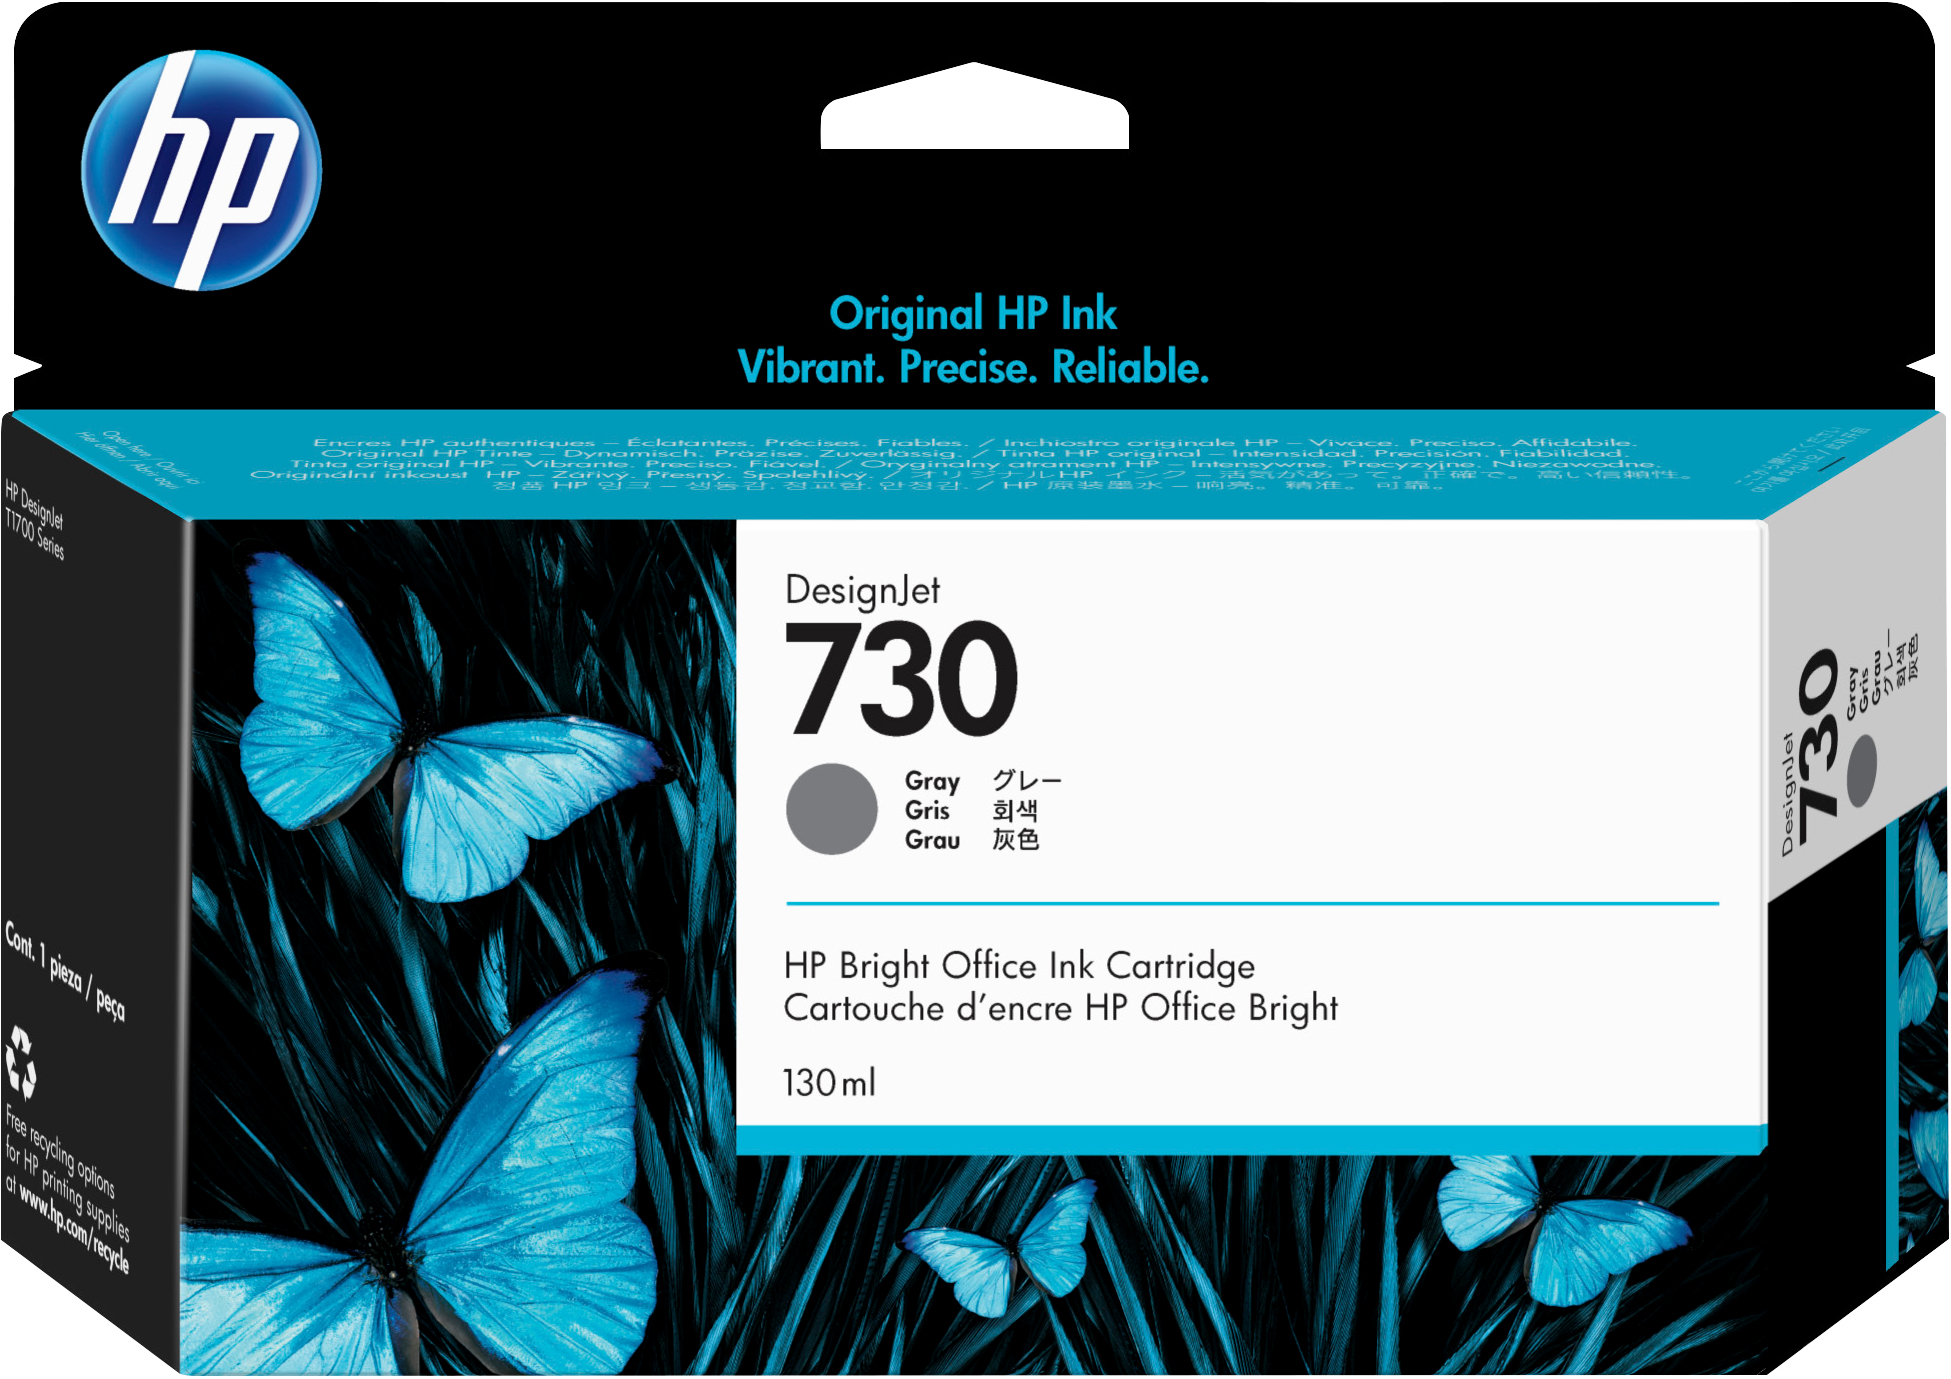 hp
Original HP Ink
Vibrant. Precise. Reliable.
Encres HP authentiques – Éclatantes. Précises. Fiables. / Inchiostro originale HP – Vivace. Preciso. Affidabile.
Original HP Tinte – Dynamisch. Präzise. Zuverlässig. / Tinta HP original – Intensidad. Precisión. Fiabilidad.
Tinta original HP – Vibrante. Preciso. Fiável. / Oryginalny atrament HP – Intensywne. Precyzyjne. Niezawodne.
Originální inkoust HP – Zářivý. Přesný. Spolehlivý. / オリジナル HP インク – 活気があって。正確で。高い信頼性。
정품 HP 잉크 – 생동감. 정교함. 안정감. / HP 原装墨水 – 响亮。精准。可靠。
Open here / Ouvrir ici
Hier öffnen / Abrir aquí
HP DesignJet
T1700 Series
Cont. 1 pieza / peça
Free recycling options
for HP printing supplies
at www.hp.com/recycle
DesignJet
730
Gray グレー
Gris 회색
Grau 灰色
HP Bright Office Ink Cartridge
Cartouche d'encre HP Office Bright
130 ml
DesignJet
730
Gray
Gris
Grau
グレー
회색
灰色